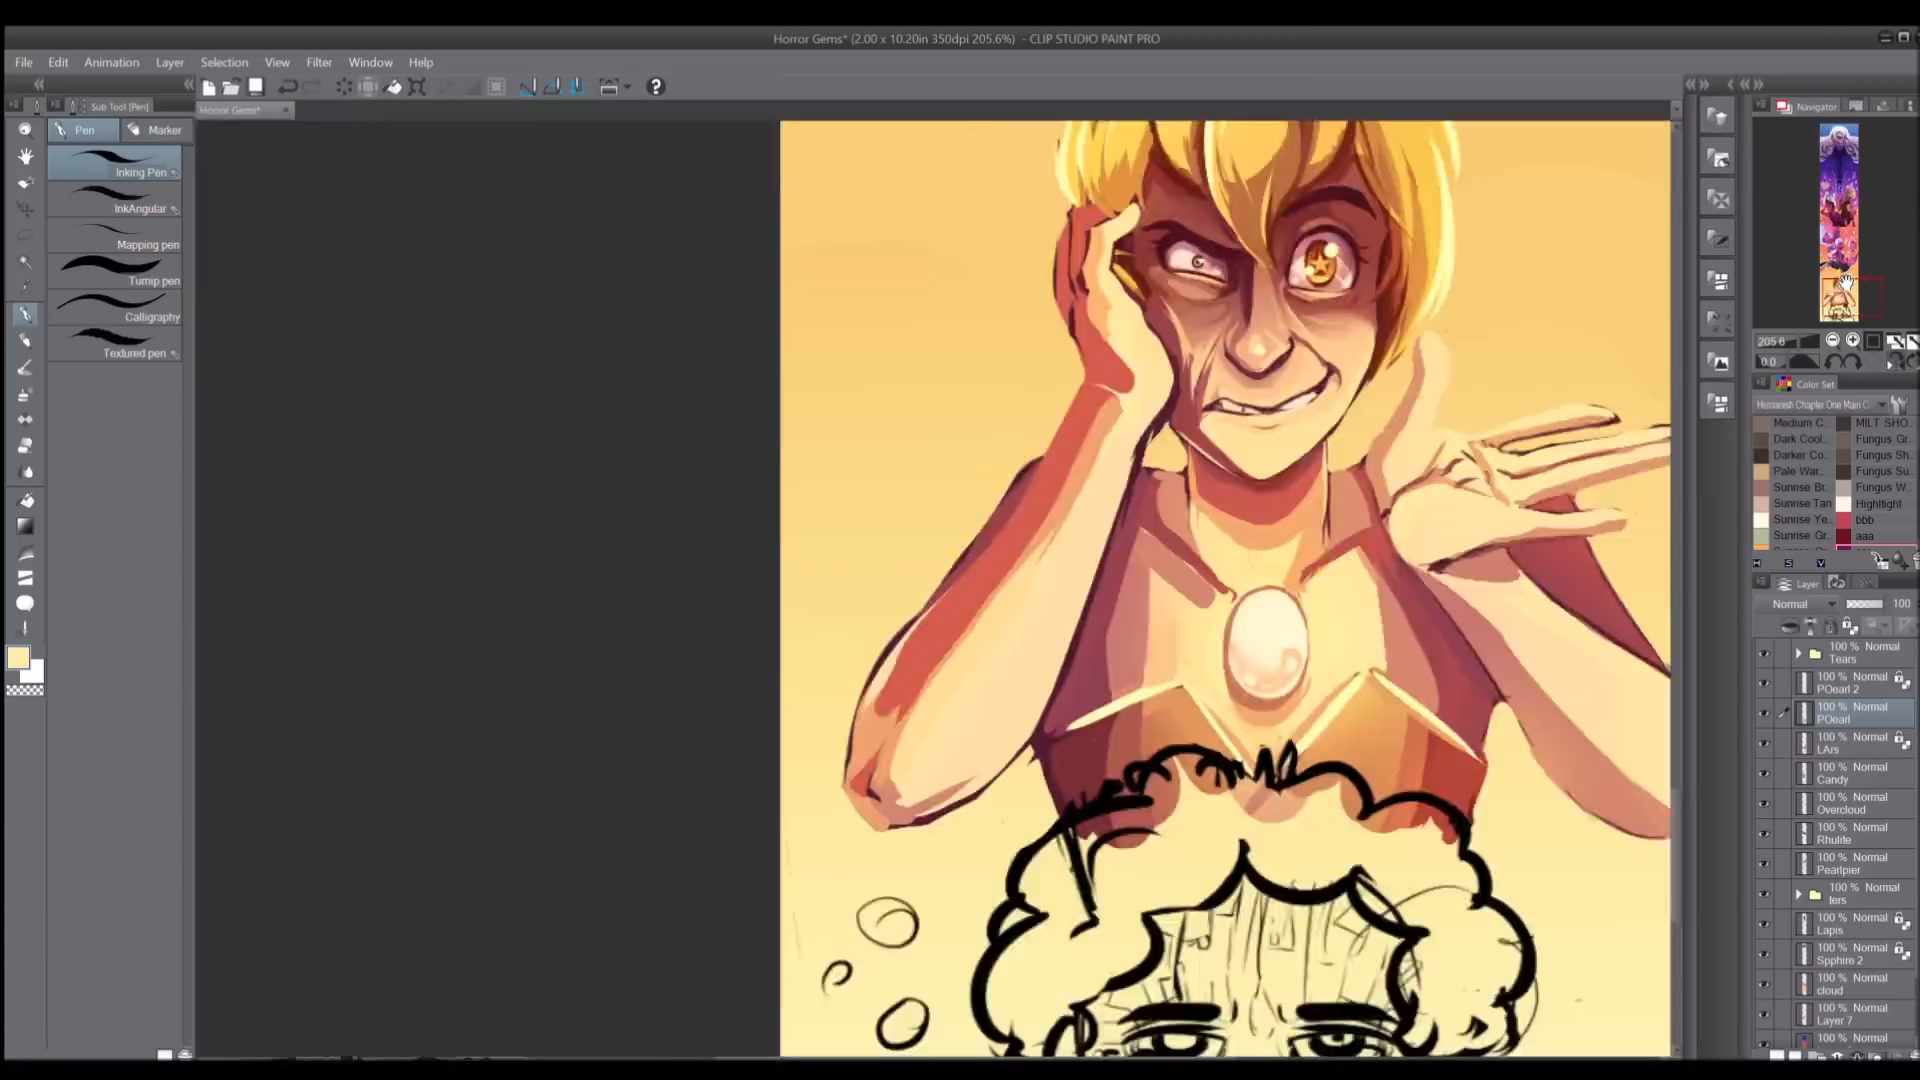 Horror Gems* (2.00 x 10.20in 350dpi 205.6%) - CLIP STUDIO PAINT PRO
File Edit Animation Layer Selection View Filter Window Help
Sub Tool [Pen]
Horror Gems*
Navigator
Pen
Marker
Inking Pen
InkAngular
Mapping pen
Turnip pen
Calligraphy
Textured pen
205.6
0.0
Color Set
Humanish Chapter One Main C
Medium C... MILT SHO...
Dark Cool... Fungus Gr...
Darker Co... Fungus Sh...
Pale War... Fungus Su...
Sunrise Br... Fungus W...
Sunrise Tan Highltight
Sunrise Ye... bbb
Sunrise Gr... aaa
H S V
Layer
Normal 100
100 % Normal
Tears
100 % Normal
POearl 2
100 % Normal
POearl
100 % Normal
LArs
100 % Normal
Candy
100 % Normal
Overcloud
100 % Normal
Rhulite
100 % Normal
Pearlpier
100 % Normal
ters
100 % Normal
Lapis
100 % Normal
Spphire 2
100 % Normal
cloud
100 % Normal
Layer 7
100 % Normal